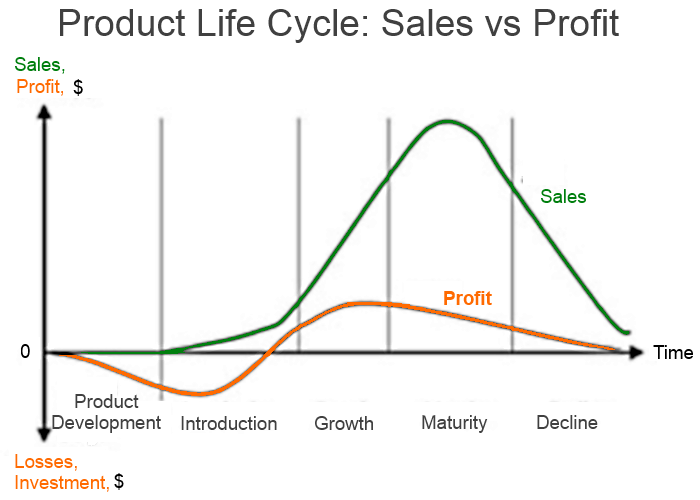 Product Life Cycle: Sales vs Profit
Sales,
Profit, $
Sales
Profit
0
Time
Product
Development
Introduction
Growth
Maturity
Decline
Losses,
Investment, $